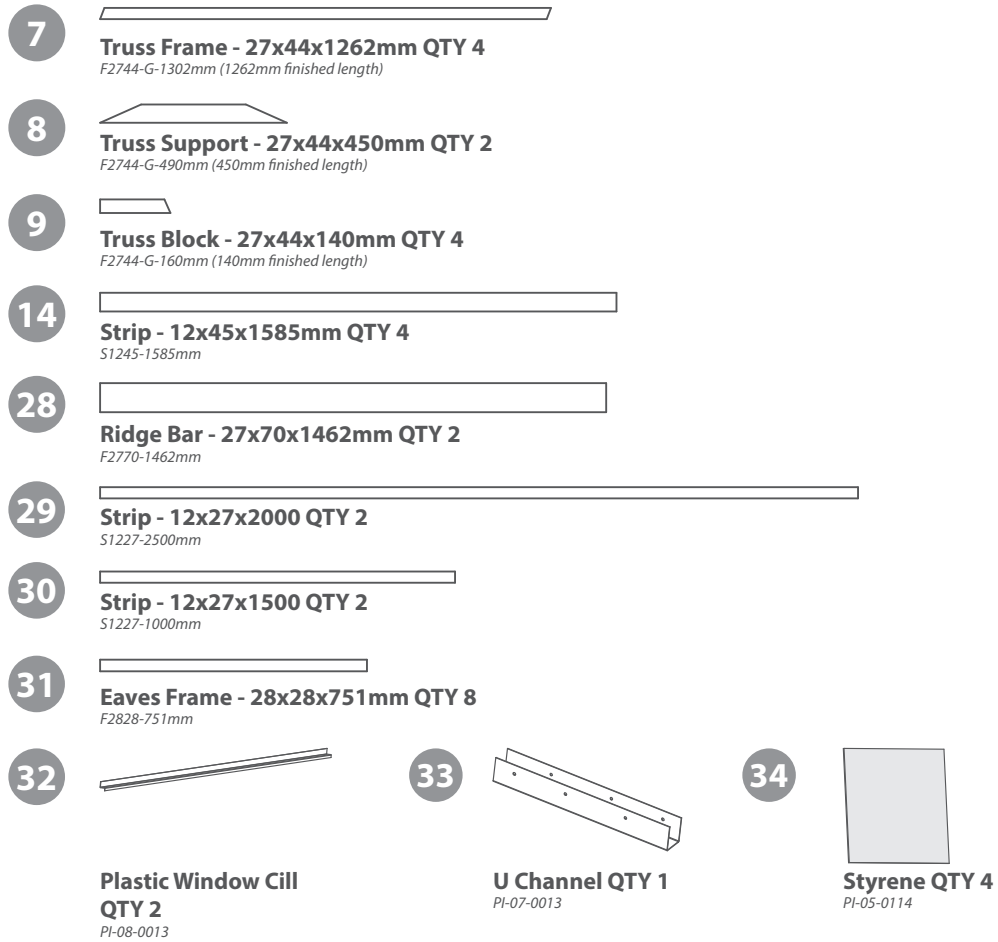 7
Truss Frame - 27x44x1262mm QTY 4
F2744-G-1302mm (1262mm finished length)
8
Truss Support - 27x44x450mm QTY 2
F2744-G-490mm (450mm finished length)
9
Truss Block - 27x44x140mm QTY 4
F2744-G-160mm (140mm finished length)
14
Strip - 12x45x1585mm QTY 4
S1245-1585mm
28
Ridge Bar - 27x70x1462mm QTY 2
F2770-1462mm
29
Strip - 12x27x2000 QTY 2
S1227-2500mm
30
Strip - 12x27x1500 QTY 2
S1227-1000mm
31
Eaves Frame - 28x28x751mm QTY 8
F2828-751mm
32
Plastic Window Cill
QTY 2
PI-08-0013
33
U Channel QTY 1
PI-07-0013
34
Styrene QTY 4
PI-05-0114